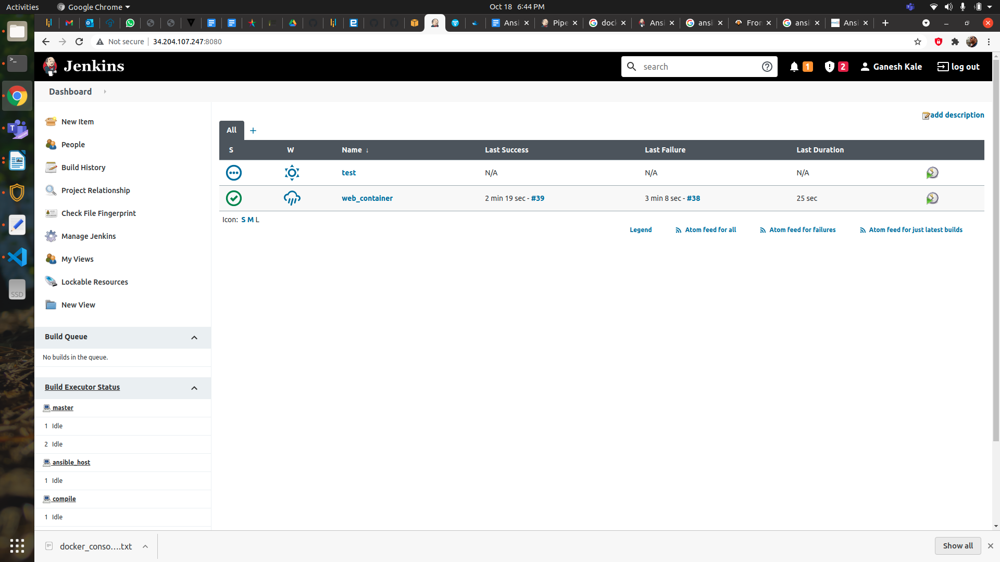 Activities
Google Chrome
Oct 18 6:44 PM
Ansi
Pipe
dock
Ansi
ansi
Fron
ansi
Ansi
Not secure
34.204.107.247:8080
Jenkins
search
1
2
Ganesh Kale
log out
Dashboard
New Item
People
Build History
Project Relationship
Check File Fingerprint
Manage Jenkins
My Views
Lockable Resources
New View
Build Queue
No builds in the queue.
Build Executor Status
master
1 Idle
2 Idle
ansible_host
1 Idle
compile
1 Idle
add description
All +
S W Name ↓ Last Success Last Failure Last Duration
test N/A N/A N/A
web_container 2 min 19 sec - #39 3 min 8 sec - #38 25 sec
Icon: S M L
Legend Atom feed for all Atom feed for failures Atom feed for just latest builds
SSD
docker_conso….txt
Show all